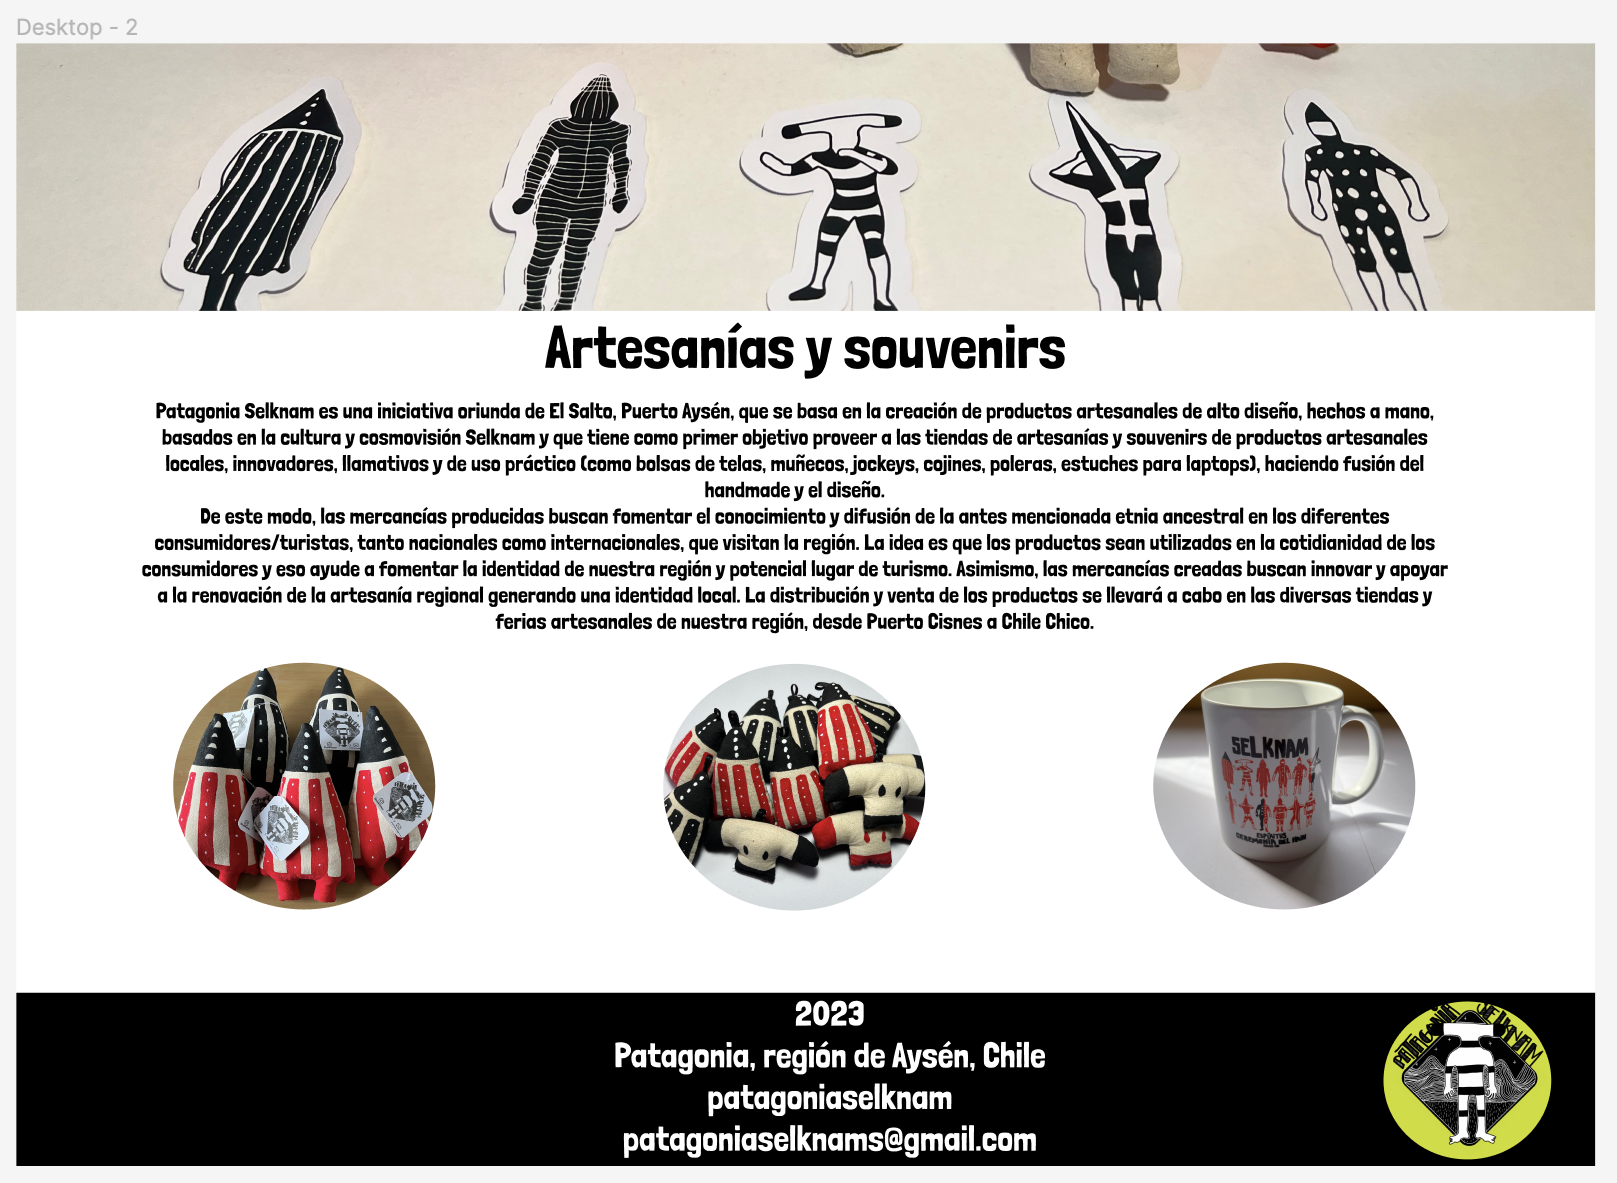 Desktop - 2
Artesanías y souvenirs
Patagonia Selknam es una iniciativa oriunda de El Salto, Puerto Aysén, que se basa en la creación de productos artesanales de alto diseño, hechos a mano,
basados en la cultura y cosmovisión Selknam y que tiene como primer objetivo proveer a las tiendas de artesanías y souvenirs de productos artesanales
locales, innovadores, llamativos y de uso práctico (como bolsas de telas, muñecos, jockeys, cojines, poleras, estuches para laptops), haciendo fusión del
handmade y el diseño.
De este modo, las mercancías producidas buscan fomentar el conocimiento y difusión de la antes mencionada etnia ancestral en los diferentes
consumidores/turistas, tanto nacionales como internacionales, que visitan la región. La idea es que los productos sean utilizados en la cotidianidad de los
consumidores y eso ayude a fomentar la identidad de nuestra región y potencial lugar de turismo. Asimismo, las mercancías creadas buscan innovar y apoyar
a la renovación de la artesanía regional generando una identidad local. La distribución y venta de los productos se llevará a cabo en las diversas tiendas y
ferias artesanales de nuestra región, desde Puerto Cisnes a Chile Chico.
SELKNAM
ESPÍRITUS
CEREMONIA DEL HAIN
2023
Patagonia, región de Aysén, Chile
patagoniaselknam
patagoniaselknams@gmail.com
PATAGONIA SELKNAM